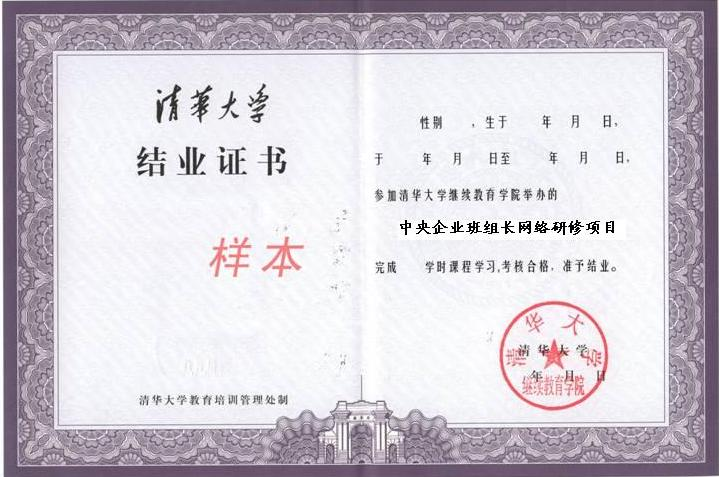 清华大学
结业证书
样本
清华大学教育培训管理处制
性别 ,生于 年 月 日,
于 年 月 日至 年 月 日,
参加清华大学继续教育学院举办的
中央企业班组长网络研修项目
完成 学时课程学习,考核合格,准予结业。
清华大学
年 月 日
清华大学
继续教育学院